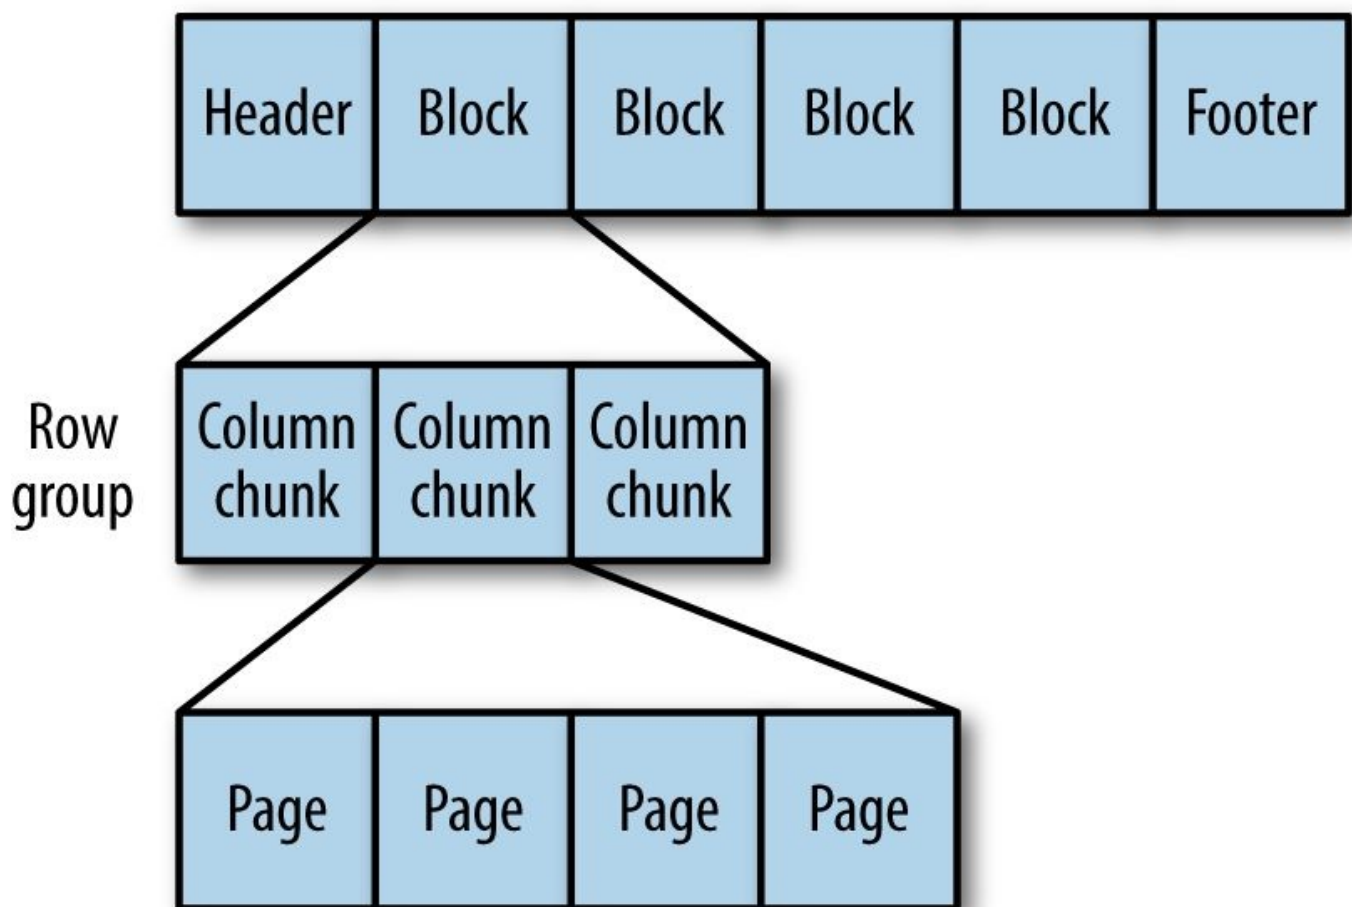 Header Block Block Block Block Footer
Row
group
Column
chunk
Column
chunk
Column
chunk
Page Page Page Page